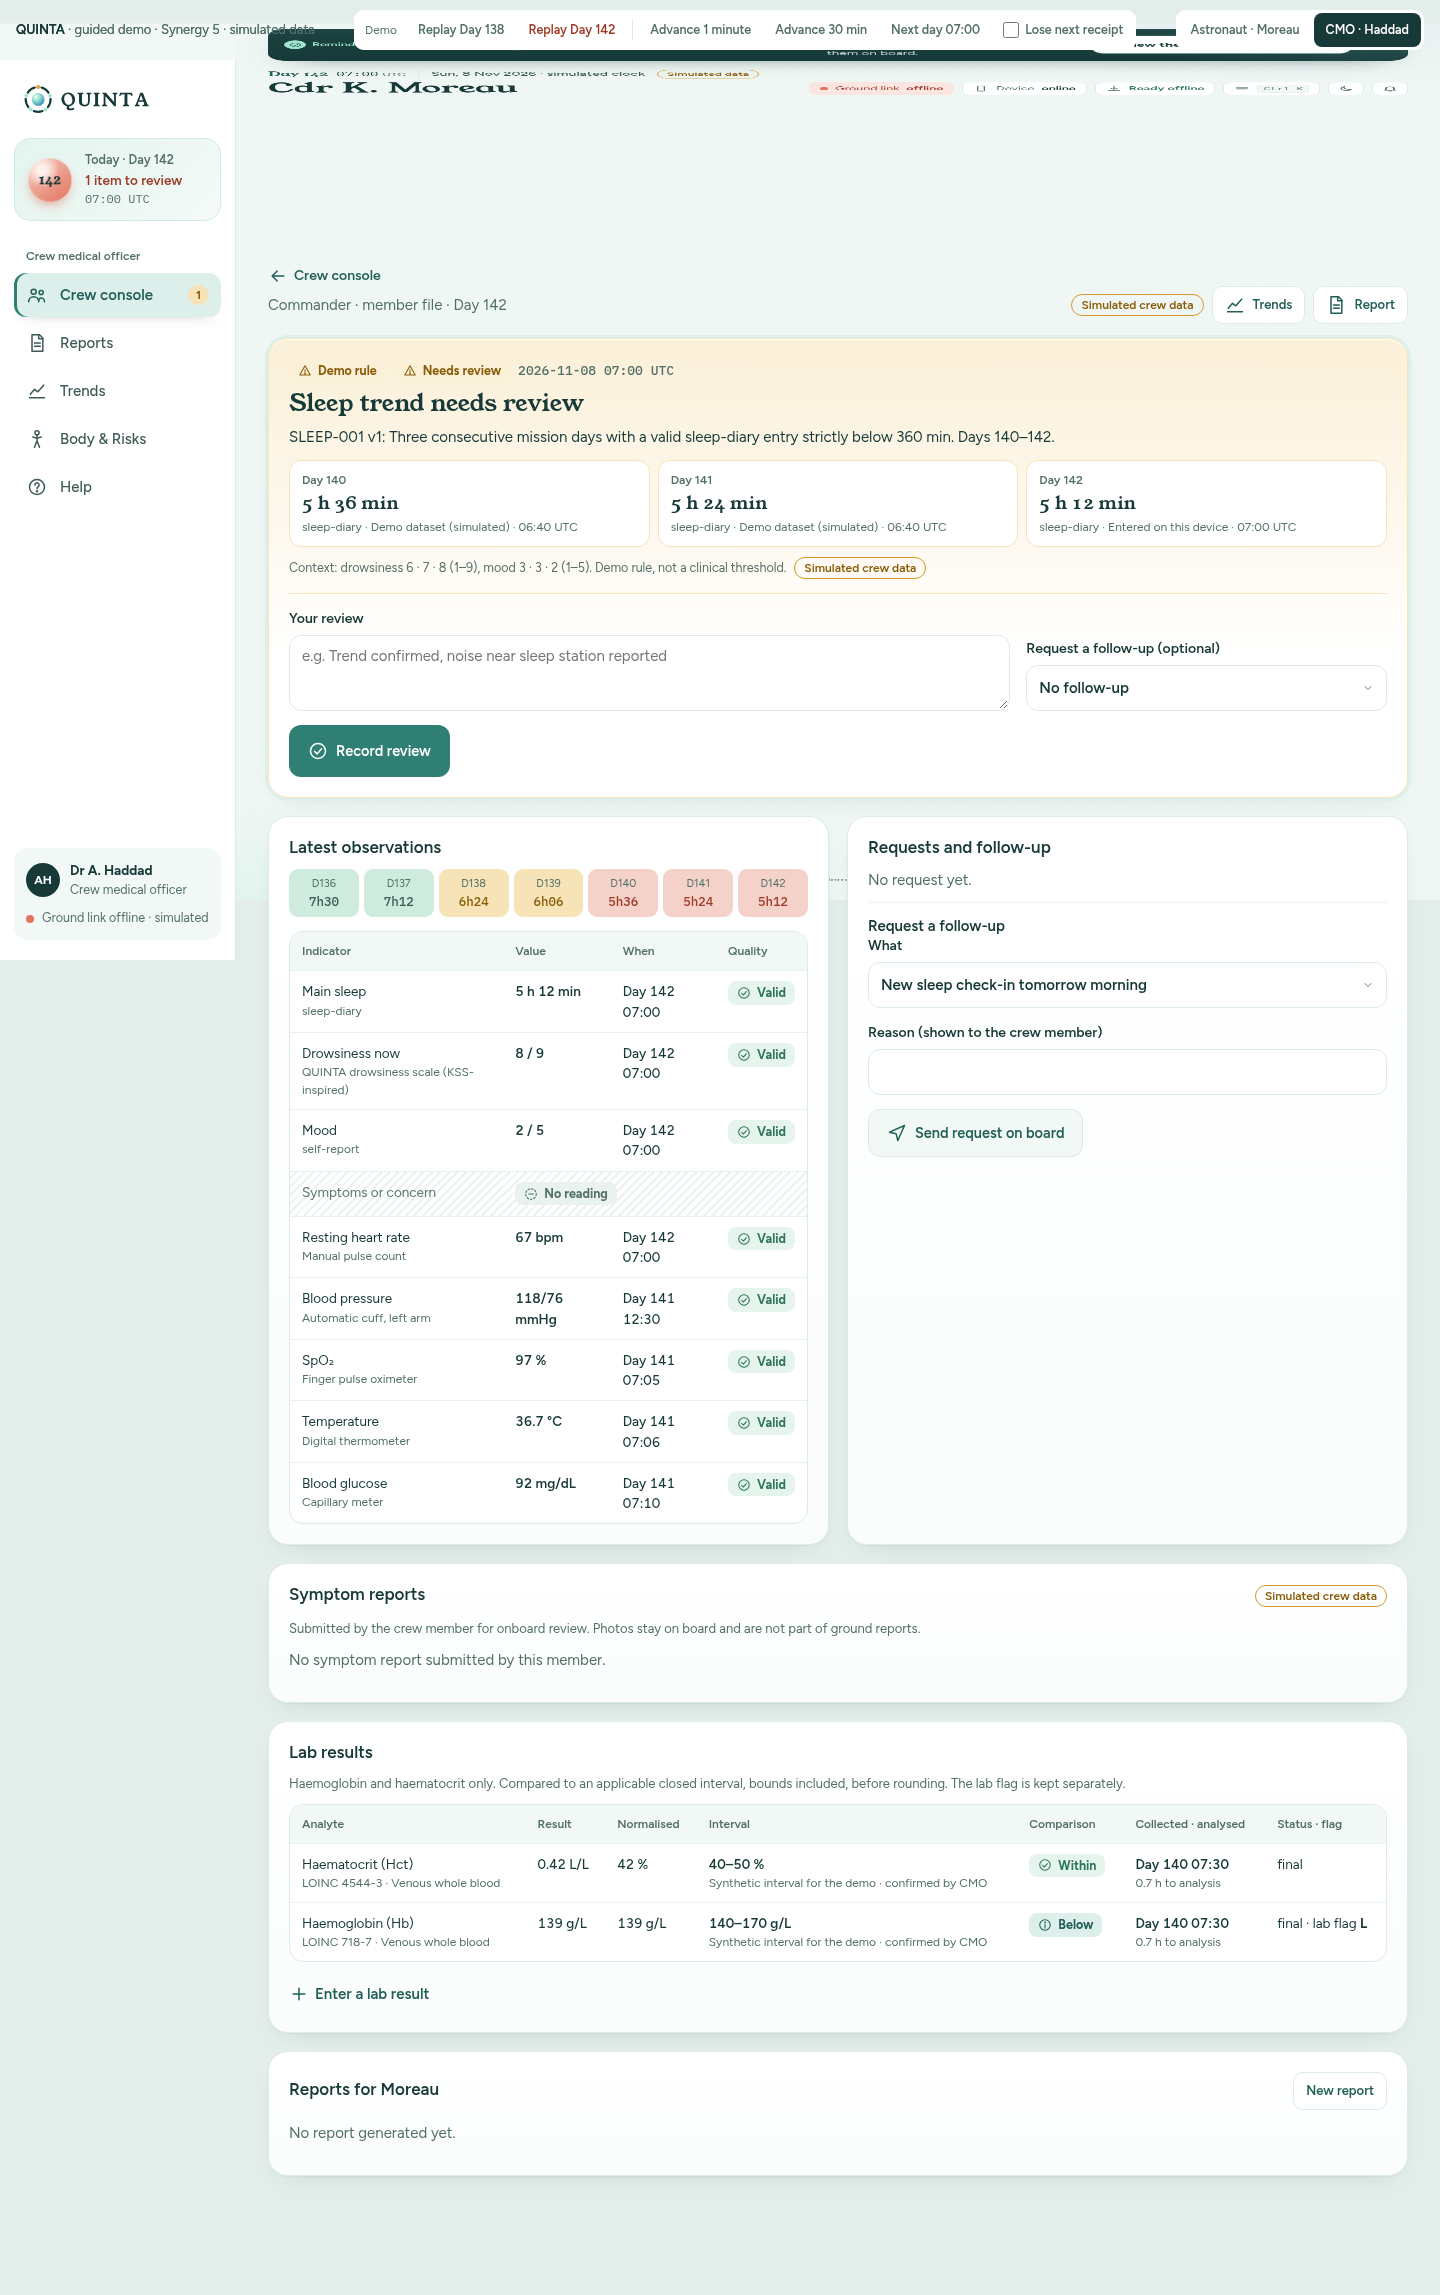 QUINTA · guided demo · Synergy 5 · simulated data
Demo Replay Day 138 Replay Day 142 Advance 1 minute Advance 30 min Next day 07:00 Lose next receipt
Astronaut · Moreau CMO · Haddad
them on board.
Day 142 07:00 UTC Sun, 8 Nov 2026 · simulated clock Simulated data
Cdr K. Moreau
Ground link offline Device online Ready offline Ctrl K
QUINTA
Today · Day 142
142
1 item to review
07:00 UTC
Crew medical officer
Crew console 1
Reports
Trends
Body & Risks
Help
AH
Dr A. Haddad
Crew medical officer
Ground link offline · simulated
Crew console
Commander · member file · Day 142
Simulated crew data Trends Report
Demo rule Needs review 2026-11-08 07:00 UTC
Sleep trend needs review
SLEEP-001 v1: Three consecutive mission days with a valid sleep-diary entry strictly below 360 min. Days 140–142.
Day 140
5 h 36 min
sleep-diary · Demo dataset (simulated) · 06:40 UTC
Day 141
5 h 24 min
sleep-diary · Demo dataset (simulated) · 06:40 UTC
Day 142
5 h 12 min
sleep-diary · Entered on this device · 07:00 UTC
Context: drowsiness 6 · 7 · 8 (1–9), mood 3 · 3 · 2 (1–5). Demo rule, not a clinical threshold. Simulated crew data
Your review
e.g. Trend confirmed, noise near sleep station reported
Request a follow-up (optional)
No follow-up
Record review
Latest observations
D136 D137 D138 D139 D140 D141 D142
7h30 7h12 6h24 6h06 5h36 5h24 5h12
Indicator Value When Quality
Main sleep 5 h 12 min Day 142 Valid
sleep-diary 07:00
Drowsiness now 8 / 9 Day 142 Valid
QUINTA drowsiness scale (KSS- 07:00
inspired)
Mood 2 / 5 Day 142 Valid
self-report 07:00
Symptoms or concern No reading
Resting heart rate 67 bpm Day 142 Valid
Manual pulse count 07:00
Blood pressure 118/76 Day 141 Valid
Automatic cuff, left arm mmHg 12:30
SpO₂ 97 % Day 141 Valid
Finger pulse oximeter 07:05
Temperature 36.7 °C Day 141 Valid
Digital thermometer 07:06
Blood glucose 92 mg/dL Day 141 Valid
Capillary meter 07:10
Requests and follow-up
No request yet.
Request a follow-up
What
New sleep check-in tomorrow morning
Reason (shown to the crew member)
Send request on board
Symptom reports Simulated crew data
Submitted by the crew member for onboard review. Photos stay on board and are not part of ground reports.
No symptom report submitted by this member.
Lab results
Haemoglobin and haematocrit only. Compared to an applicable closed interval, bounds included, before rounding. The lab flag is kept separately.
Analyte Result Normalised Interval Comparison Collected · analysed Status · flag
Haematocrit (Hct) 0.42 L/L 42 % 40–50 % Within Day 140 07:30 final
LOINC 4544-3 · Venous whole blood Synthetic interval for the demo · confirmed by CMO 0.7 h to analysis
Haemoglobin (Hb) 139 g/L 139 g/L 140–170 g/L Below Day 140 07:30 final · lab flag L
LOINC 718-7 · Venous whole blood Synthetic interval for the demo · confirmed by CMO 0.7 h to analysis
Enter a lab result
Reports for Moreau New report
No report generated yet.